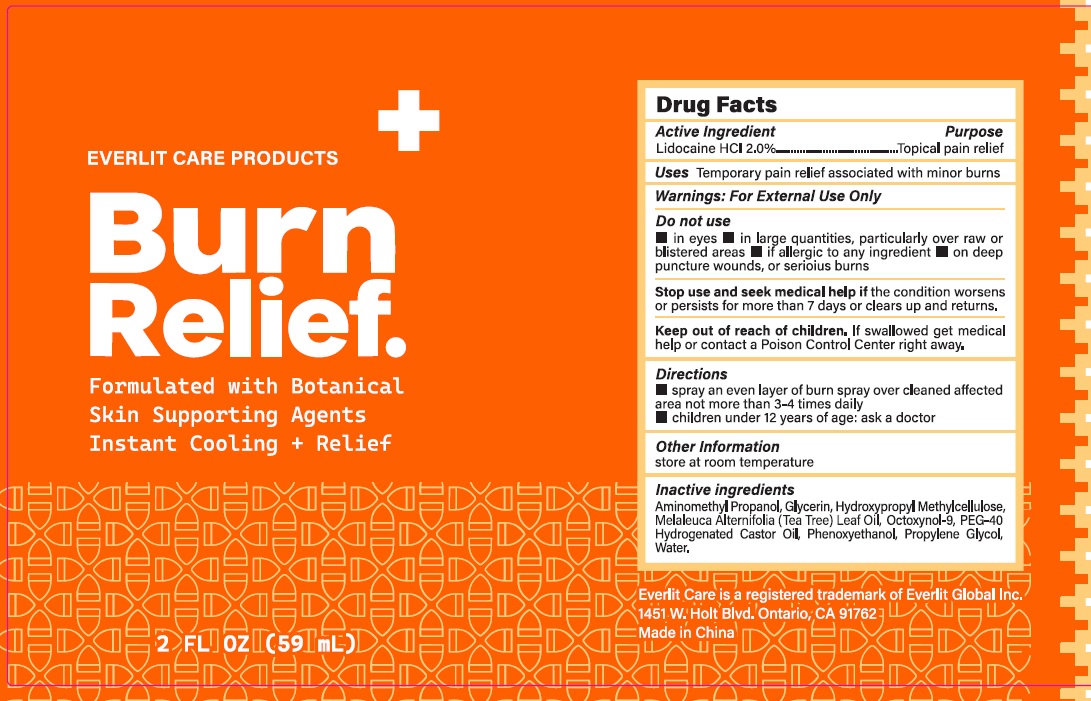 EVERLIT CARE PRODUCTS
Burn
Relief.
Formulated with Botanical
Skin Supporting Agents
Instant Cooling + Relief
2 FL OZ (59 mL)
Drug Facts
Active Ingredient Purpose
Lidocaine HCl 2.0%................................Topical pain relief
Uses Temporary pain relief associated with minor burns
Warnings: For External Use Only
Do not use
■ in eyes ■ in large quantities, particularly over raw or
blistered areas ■ if allergic to any ingredient ■ on deep
puncture wounds, or serioius burns
Stop use and seek medical help if the condition worsens
or persists for more than 7 days or clears up and returns.
Keep out of reach of children. If swallowed get medical
help or contact a Poison Control Center right away.
Directions
■ spray an even layer of burn spray over cleaned affected
area not more than 3-4 times daily
■ children under 12 years of age: ask a doctor
Other Information
store at room temperature
Inactive ingredients
Aminomethyl Propanol, Glycerin, Hydroxypropyl Methylcellulose,
Melaleuca Alternifolia (Tea Tree) Leaf Oil, Octoxynol-9, PEG-40
Hydrogenated Castor Oil, Phenoxyethanol, Propylene Glycol,
Water.
Everlit Care is a registered trademark of Everlit Global Inc.
1451 W. Holt Blvd. Ontario, CA 91762
Made in China